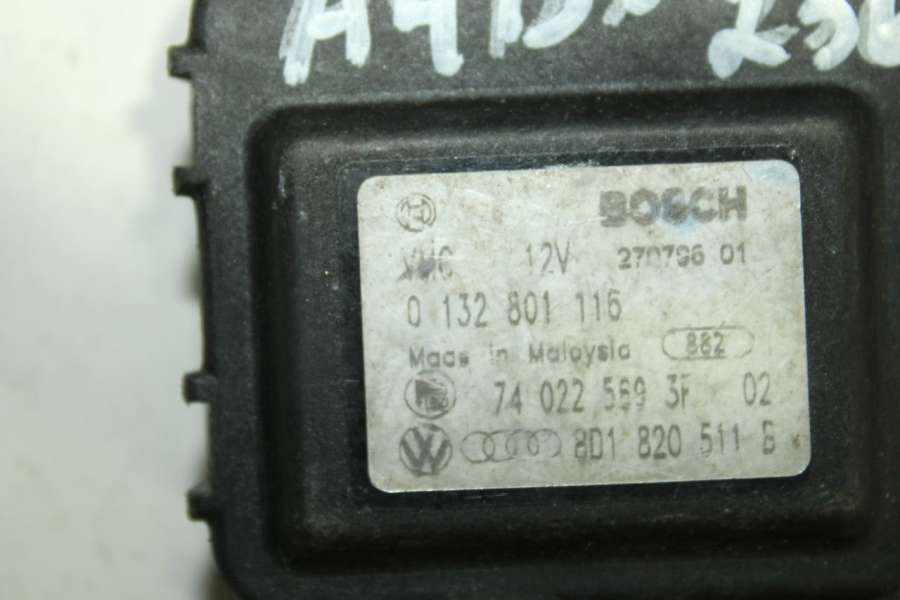 BOSCH
12V 270796 01
0 132 801 116
Made in Malaysia 882
74 022 569 3F 02
8D1 820 511 B